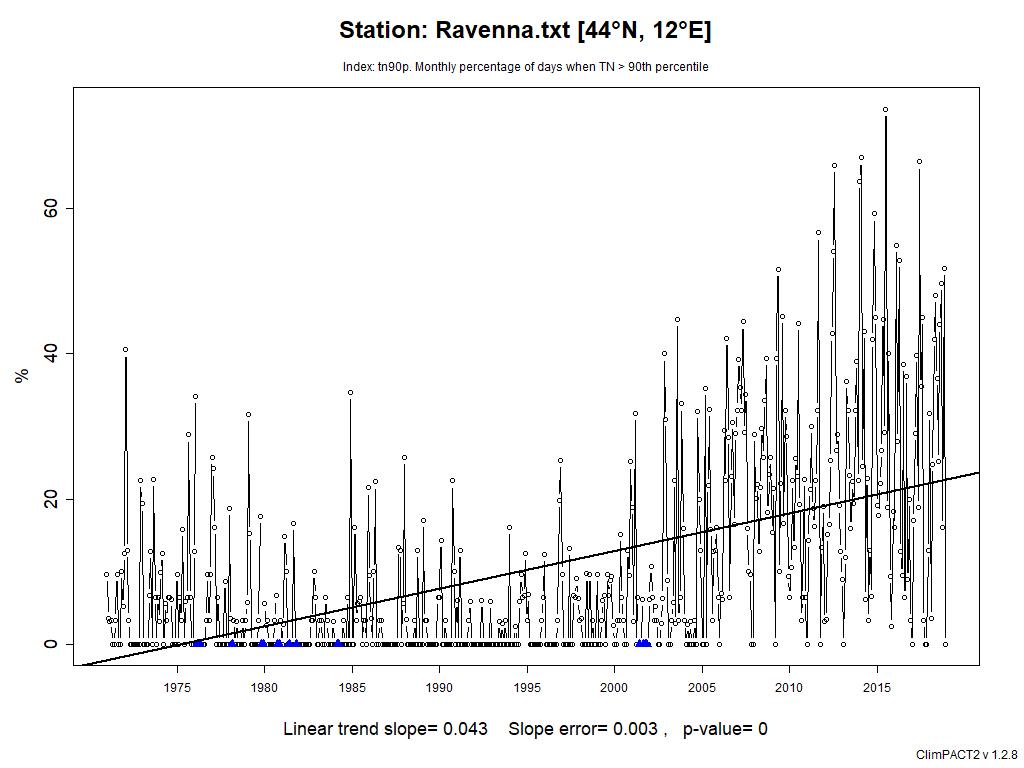 Station: Ravenna.txt [44°N, 12°E]
Index: tn90p. Monthly percentage of days when TN > 90th percentile
%
60
40
20
0
1975 1980 1985 1990 1995 2000 2005 2010 2015
Linear trend slope= 0.043 Slope error= 0.003 , p-value= 0
ClimPACT2 v 1.2.8